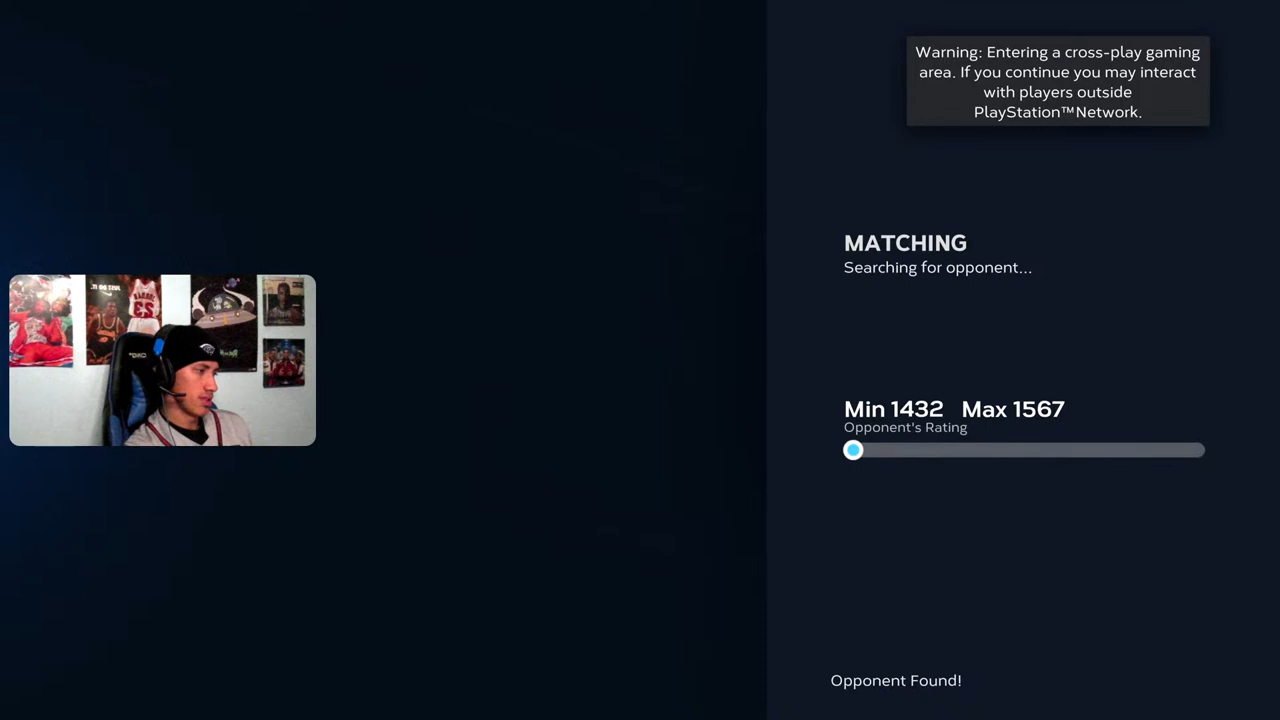 Warning: Entering a cross-play gaming
area. If you continue you may interact
with players outside
PlayStation™Network.
MATCHING
Searching for opponent...
Min 1432 Max 1567
Opponent's Rating
Opponent Found!